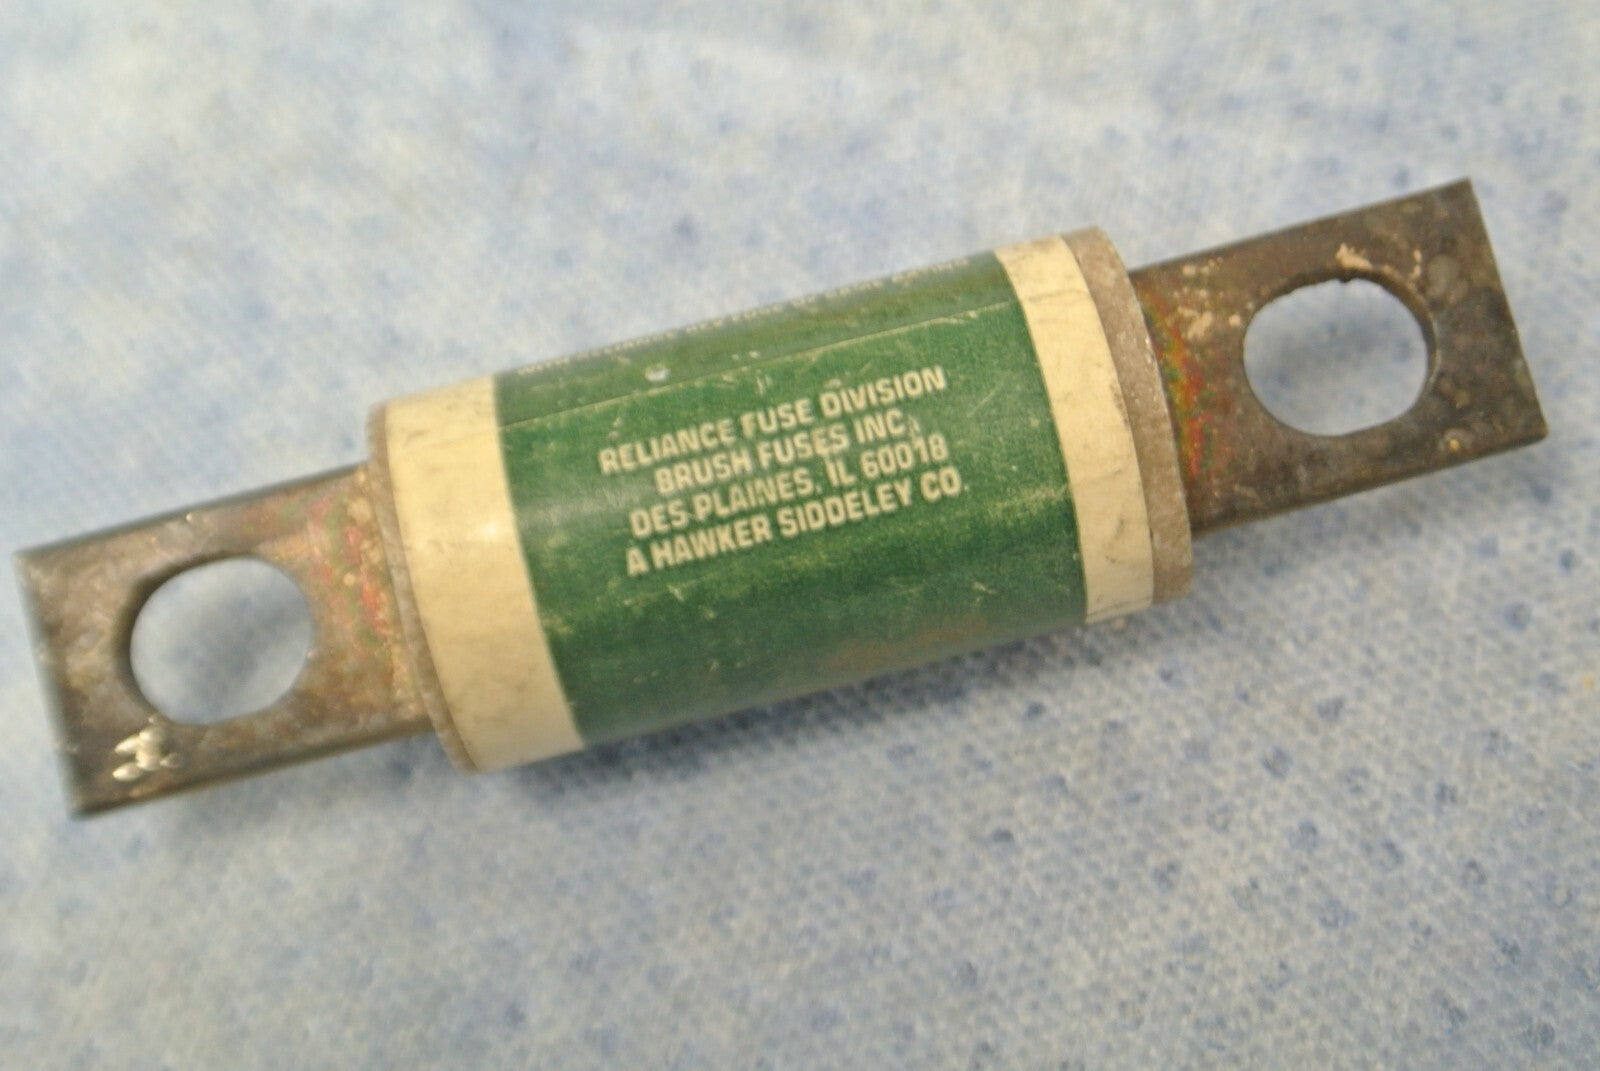 RELIANCE FUSE DIVISION
BRUSH FUSES INC.
DES PLAINES, IL 60018
A HAWKER SIDDELEY CO.